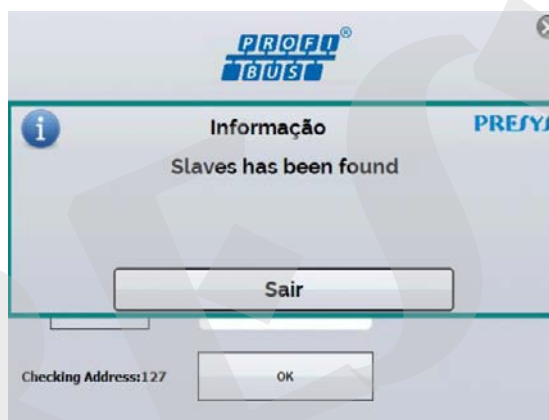 PROFI®
BUS
Informação
PRESYS
Slaves has been found
Sair
Checking Address:127
OK